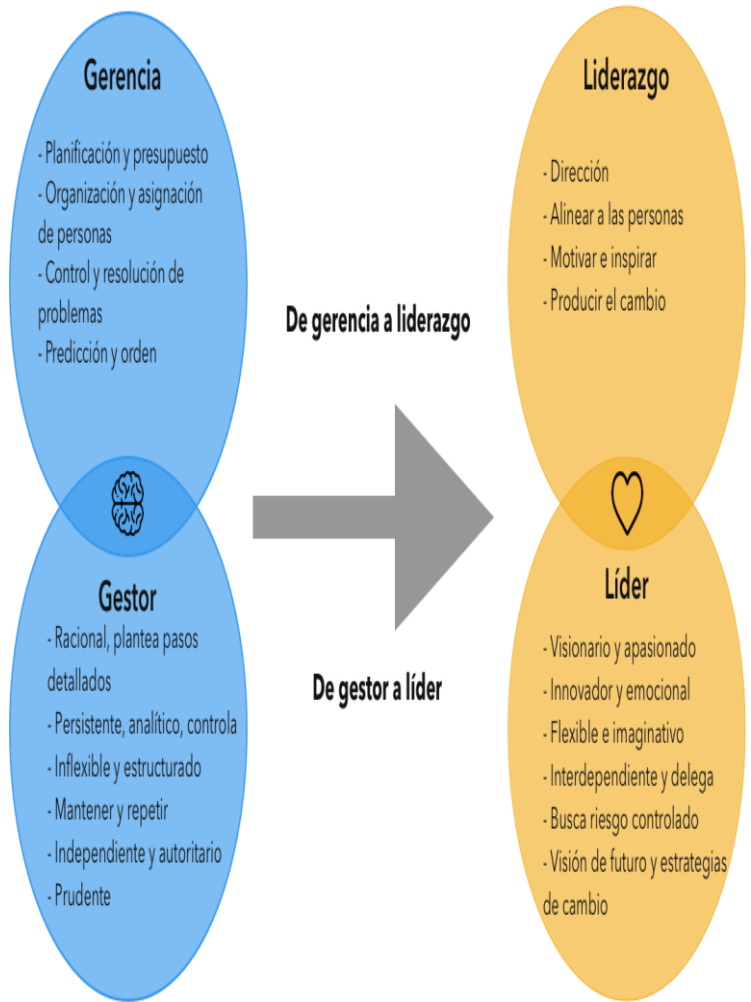 Gerencia
- Planificación y presupuesto
- Organización y asignación
de personas
- Control y resolución de
problemas
- Predicción y orden
Gestor
- Racional, plantea pasos
detallados
- Persistente, analítico, controla
- Inflexible y estructurado
- Mantener y repetir
- Independiente y autoritario
- Prudente
De gerencia a liderazgo
De gestor a líder
Liderazgo
- Dirección
- Alinear a las personas
- Motivar e inspirar
- Producir el cambio
Líder
- Visionario y apasionado
- Innovador y emocional
- Flexible e imaginativo
- Interdependiente y delega
- Busca riesgo controlado
- Visión de futuro y estrategias
de cambio